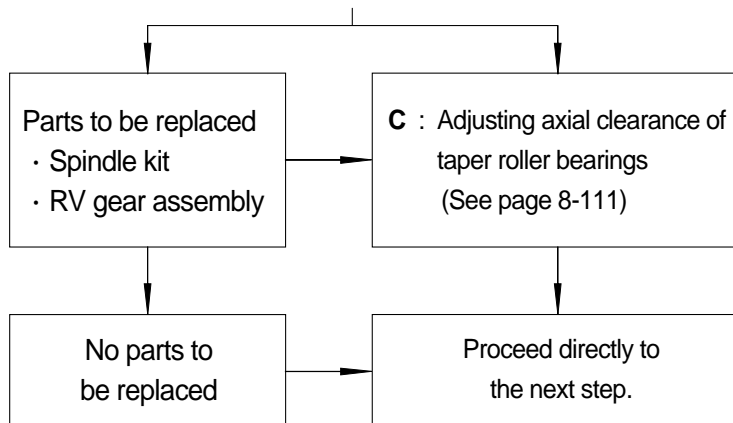 Parts to be replaced
· Spindle kit
· RV gear assembly
C : Adjusting axial clearance of
taper roller bearings
(See page 8-111)
No parts to
be replaced
Proceed directly to
the next step.